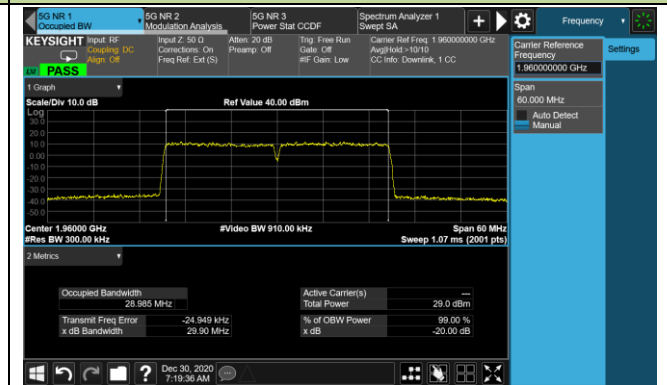 5G NR 1
Occupied BW
5G NR 2
Modulation Analysis
5G NR 3
Power Stat CCDF
Spectrum Analyzer 1
Swept SA
Frequency
KEYSIGHT
Input: RF
Coupling: DC
Align: Off
Input Z: 50 Ω
Corrections: On
Freq Ref: Ext (S)
Atten: 20 dB
Preamp: Off
Trig: Free Run
Gate: Off
#IF Gain: Low
Carrier Ref Freq: 1.960000000 GHz
Avg|Hold:>10/10
CC Info: Downlink, 1 CC
PASS
Carrier Reference
Frequency
1.960000000 GHz
Settings
Span
60.000 MHz
Auto Detect
Manual
1 Graph
Scale/Div 10.0 dB
Ref Value 40.00 dBm
Log
30.0
20.0
10.0
0.00
-10.0
-20.0
-30.0
-40.0
-50.0
Center 1.96000 GHz
#Video BW 910.00 kHz
Span 60 MHz
#Res BW 300.00 kHz
Sweep 1.07 ms (2001 pts)
2 Metrics
Occupied Bandwidth
28.985 MHz
Active Carrier(s)
---
Total Power
29.0 dBm
Transmit Freq Error
-24.949 kHz
% of OBW Power
99.00 %
x dB Bandwidth
29.90 MHz
x dB
-20.00 dB
Dec 30, 2020
7:19:36 AM